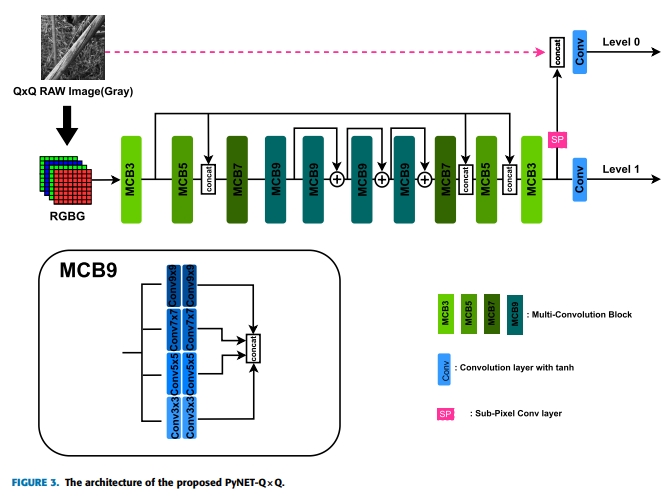 QxQ RAW Image(Gray)
RGBG
MCB3
MCB5
concat
MCB7
MCB9
MCB9
MCB9
MCB9
MCB7
concat
MCB5
concat
MCB3
SP
concat
Conv
Level 0
Conv
Level 1
MCB9
Conv9x9
Conv9x9
Conv7x7
Conv7x7
Conv5x5
Conv5x5
Conv3x3
Conv3x3
concat
MCB3
MCB5
MCB7
MCB9
: Multi-Convolution Block
Conv
: Convolution layer with tanh
SP
: Sub-Pixel Conv layer
FIGURE 3. The architecture of the proposed PyNET-Q×Q.